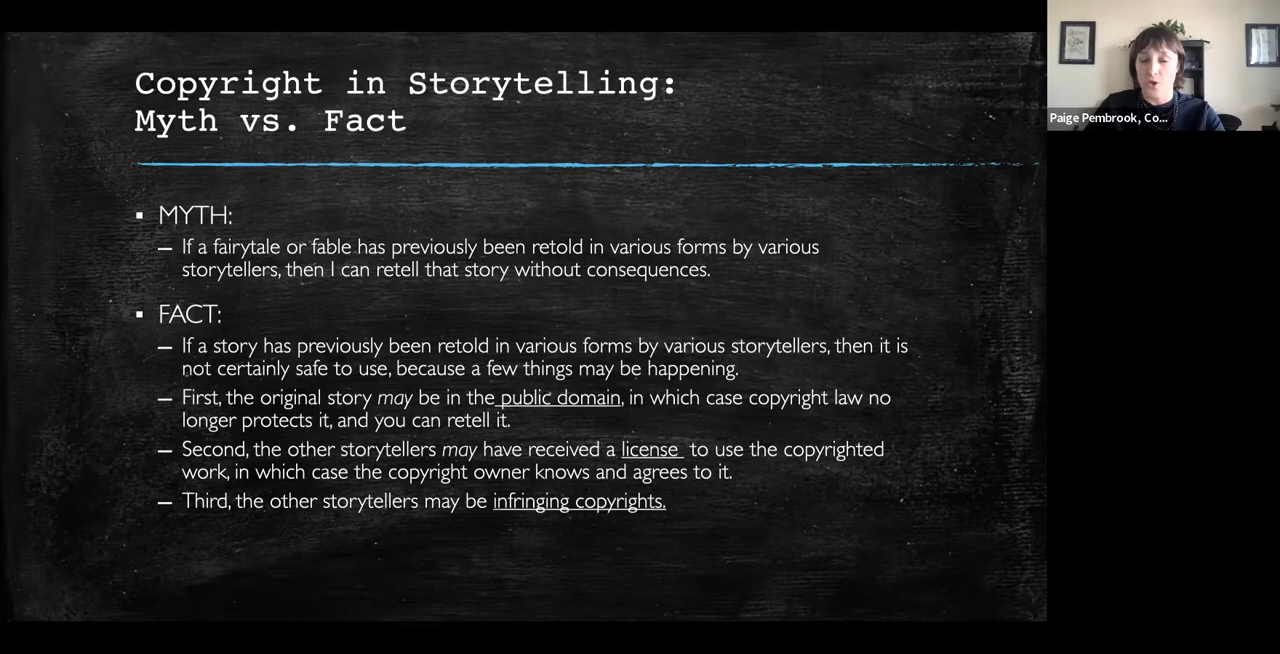 Copyright in Storytelling:
Myth vs. Fact
▪ MYTH:
– If a fairytale or fable has previously been retold in various forms by various
storytellers, then I can retell that story without consequences.
▪ FACT:
– If a story has previously been retold in various forms by various storytellers, then it is
not certainly safe to use, because a few things may be happening.
– First, the original story may be in the public domain, in which case copyright law no
longer protects it, and you can retell it.
– Second, the other storytellers may have received a license to use the copyrighted
work, in which case the copyright owner knows and agrees to it.
– Third, the other storytellers may be infringing copyrights.
Paige Pembrook, Co...